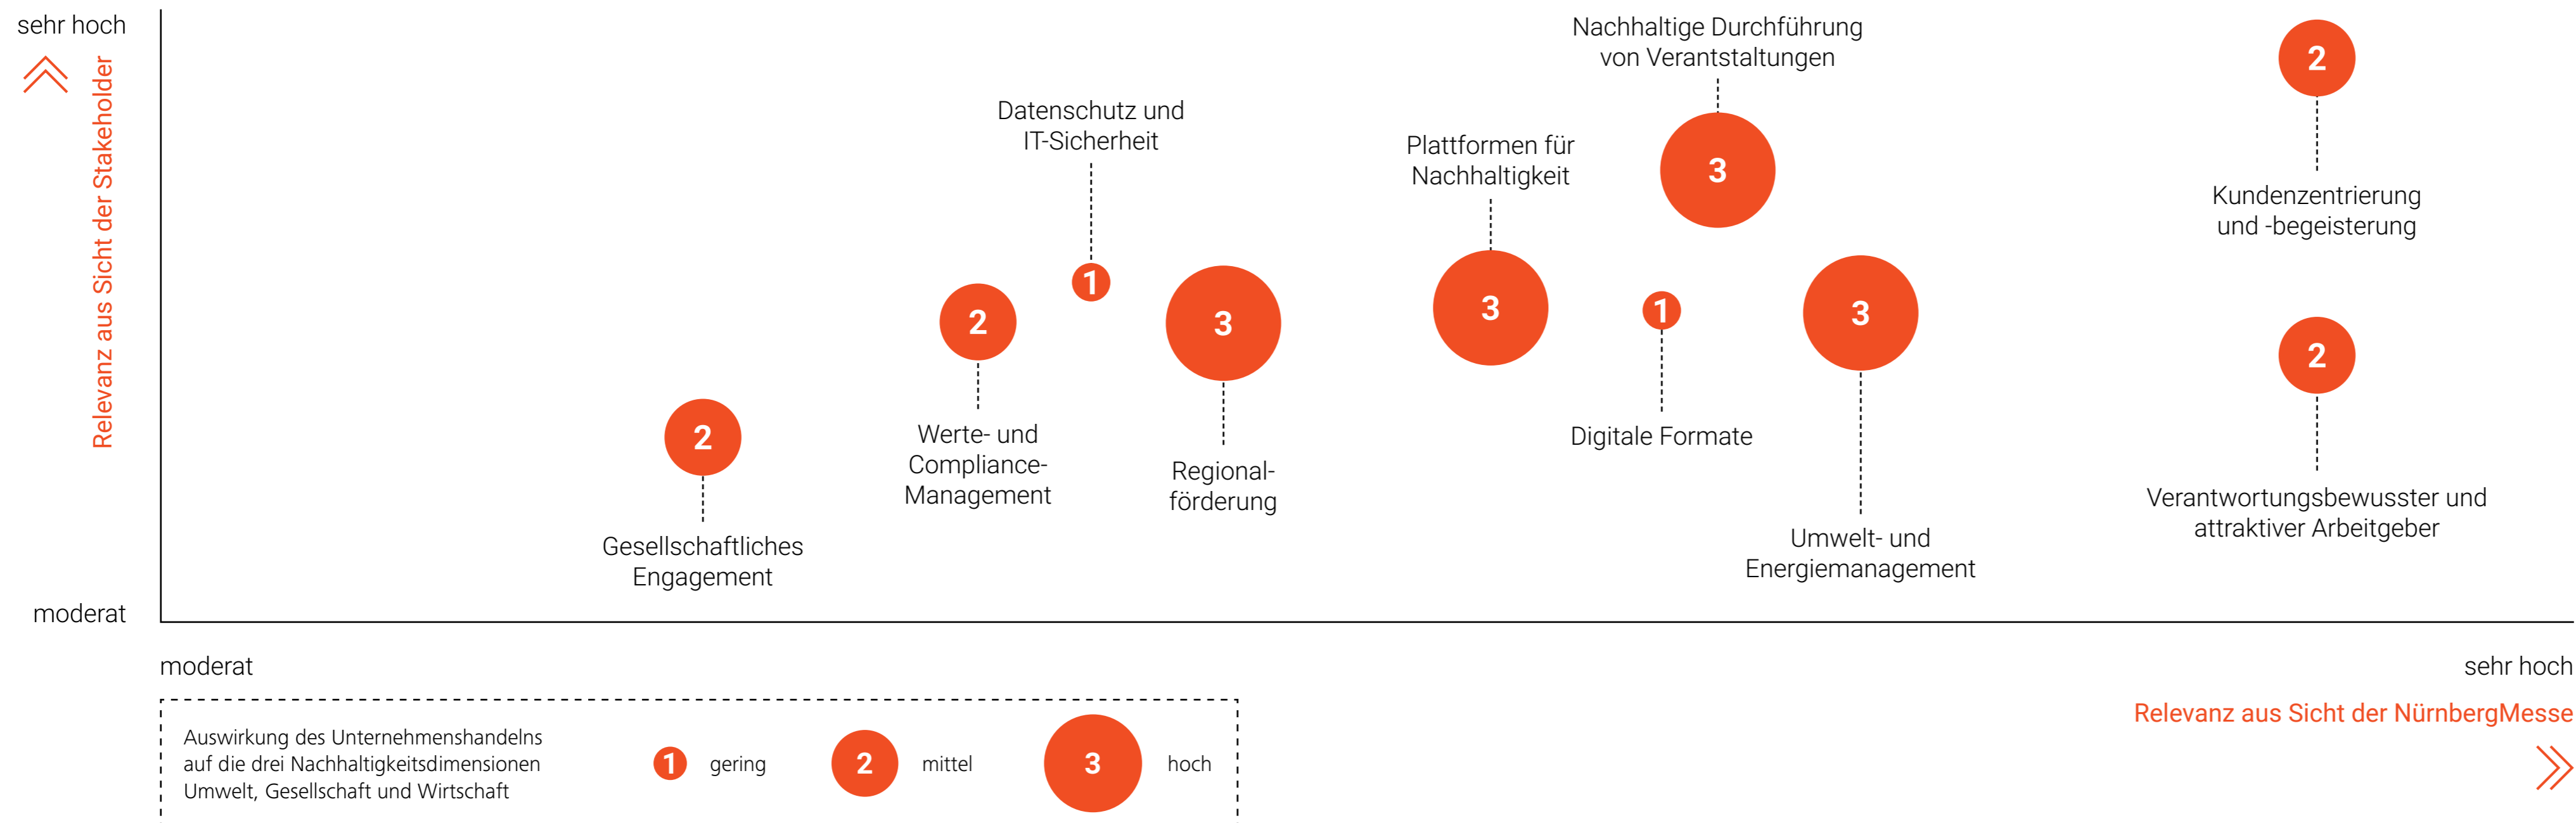 sehr hoch
Relevanz aus Sicht der Stakeholder
moderat
Nachhaltige Durchführung
von Verantstaltungen
3
2
Kundenzentrierung
und -begeisterung
Datenschutz und
IT-Sicherheit
1
Plattformen für
Nachhaltigkeit
3
2
Werte- und
Compliance-
Management
3
Regional-
förderung
1
Digitale Formate
3
Umwelt- und
Energiemanagement
2
Verantwortungsbewusster und
attraktiver Arbeitgeber
2
Gesellschaftliches
Engagement
moderat
sehr hoch
Relevanz aus Sicht der NürnbergMesse
Auswirkung des Unternehmenshandelns
auf die drei Nachhaltigkeitsdimensionen
Umwelt, Gesellschaft und Wirtschaft
1 gering
2 mittel
3 hoch